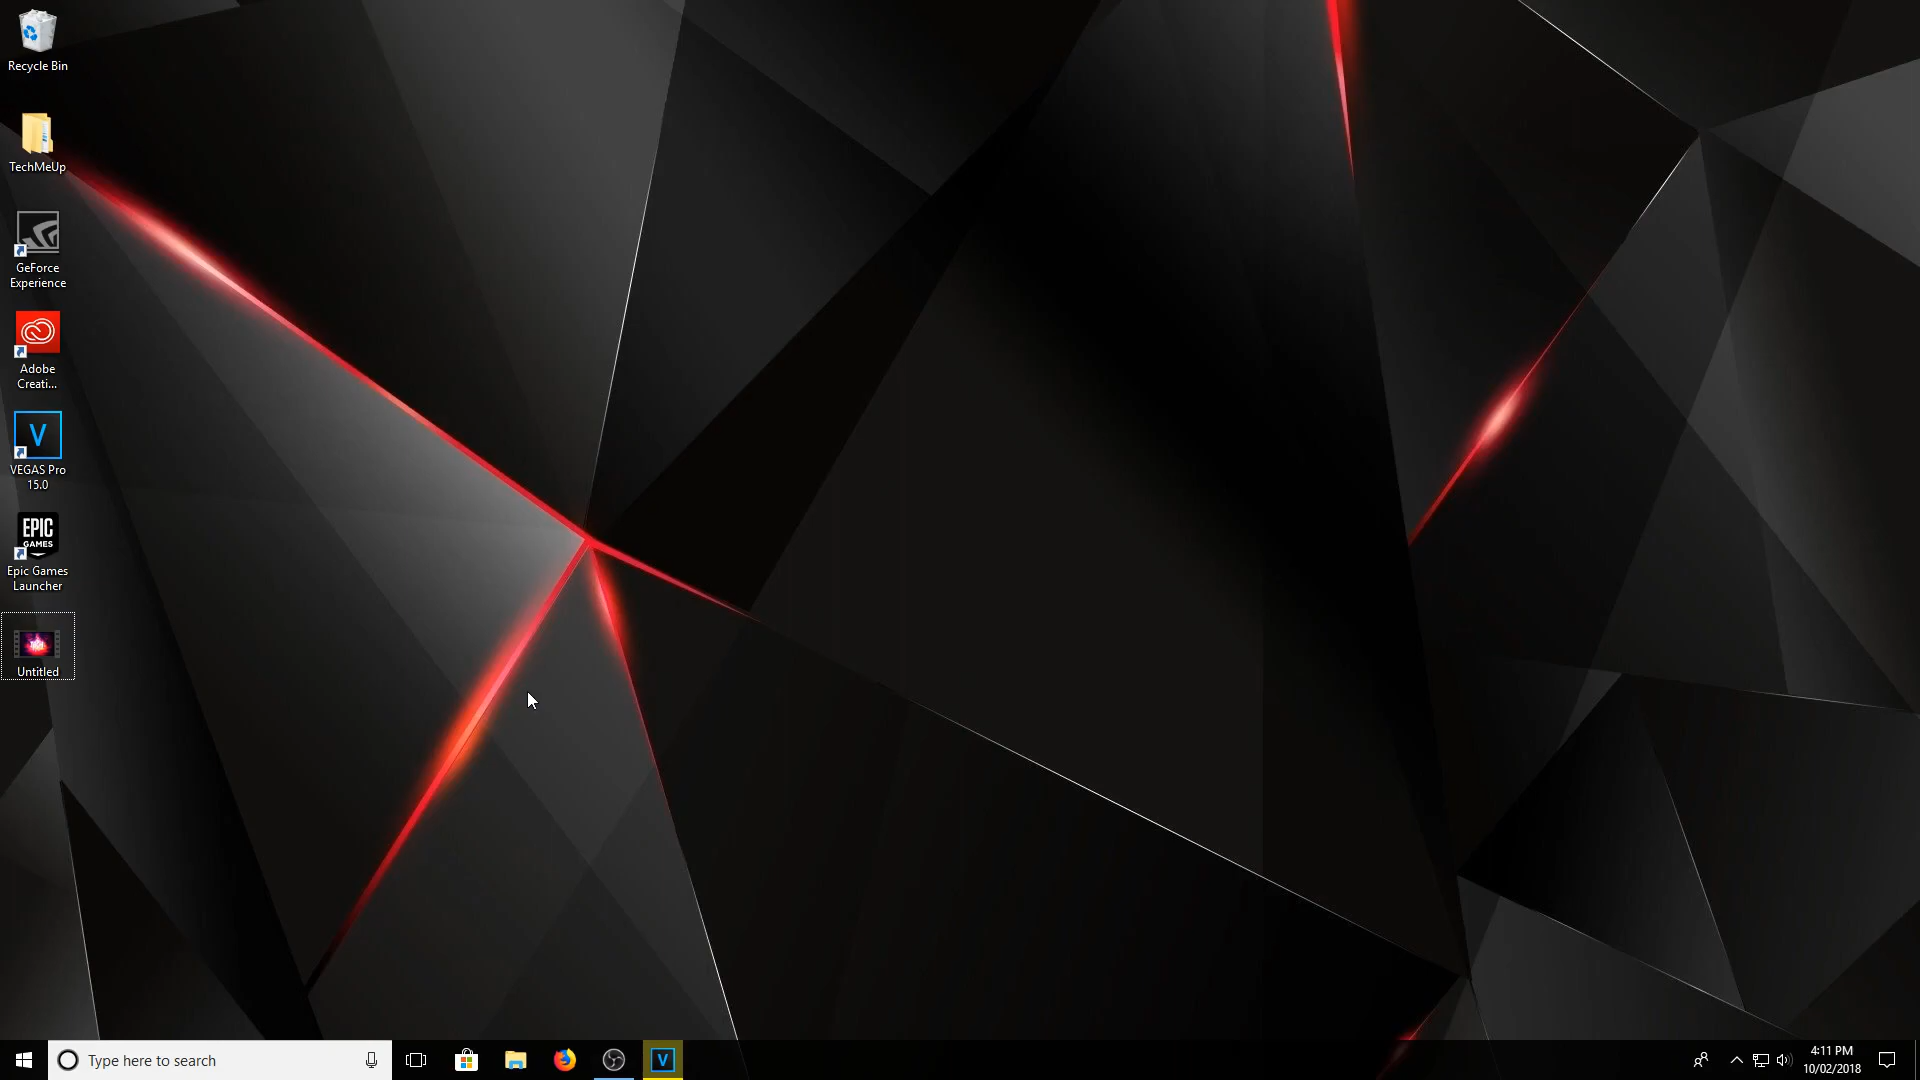 Recycle Bin
TechMeUp
GeForce
Experience
Adobe
Creati...
V
VEGAS Pro
15.0
EPIC
GAMES
Epic Games
Launcher
Untitled
Type here to search
V
4:11 PM
10/02/2018